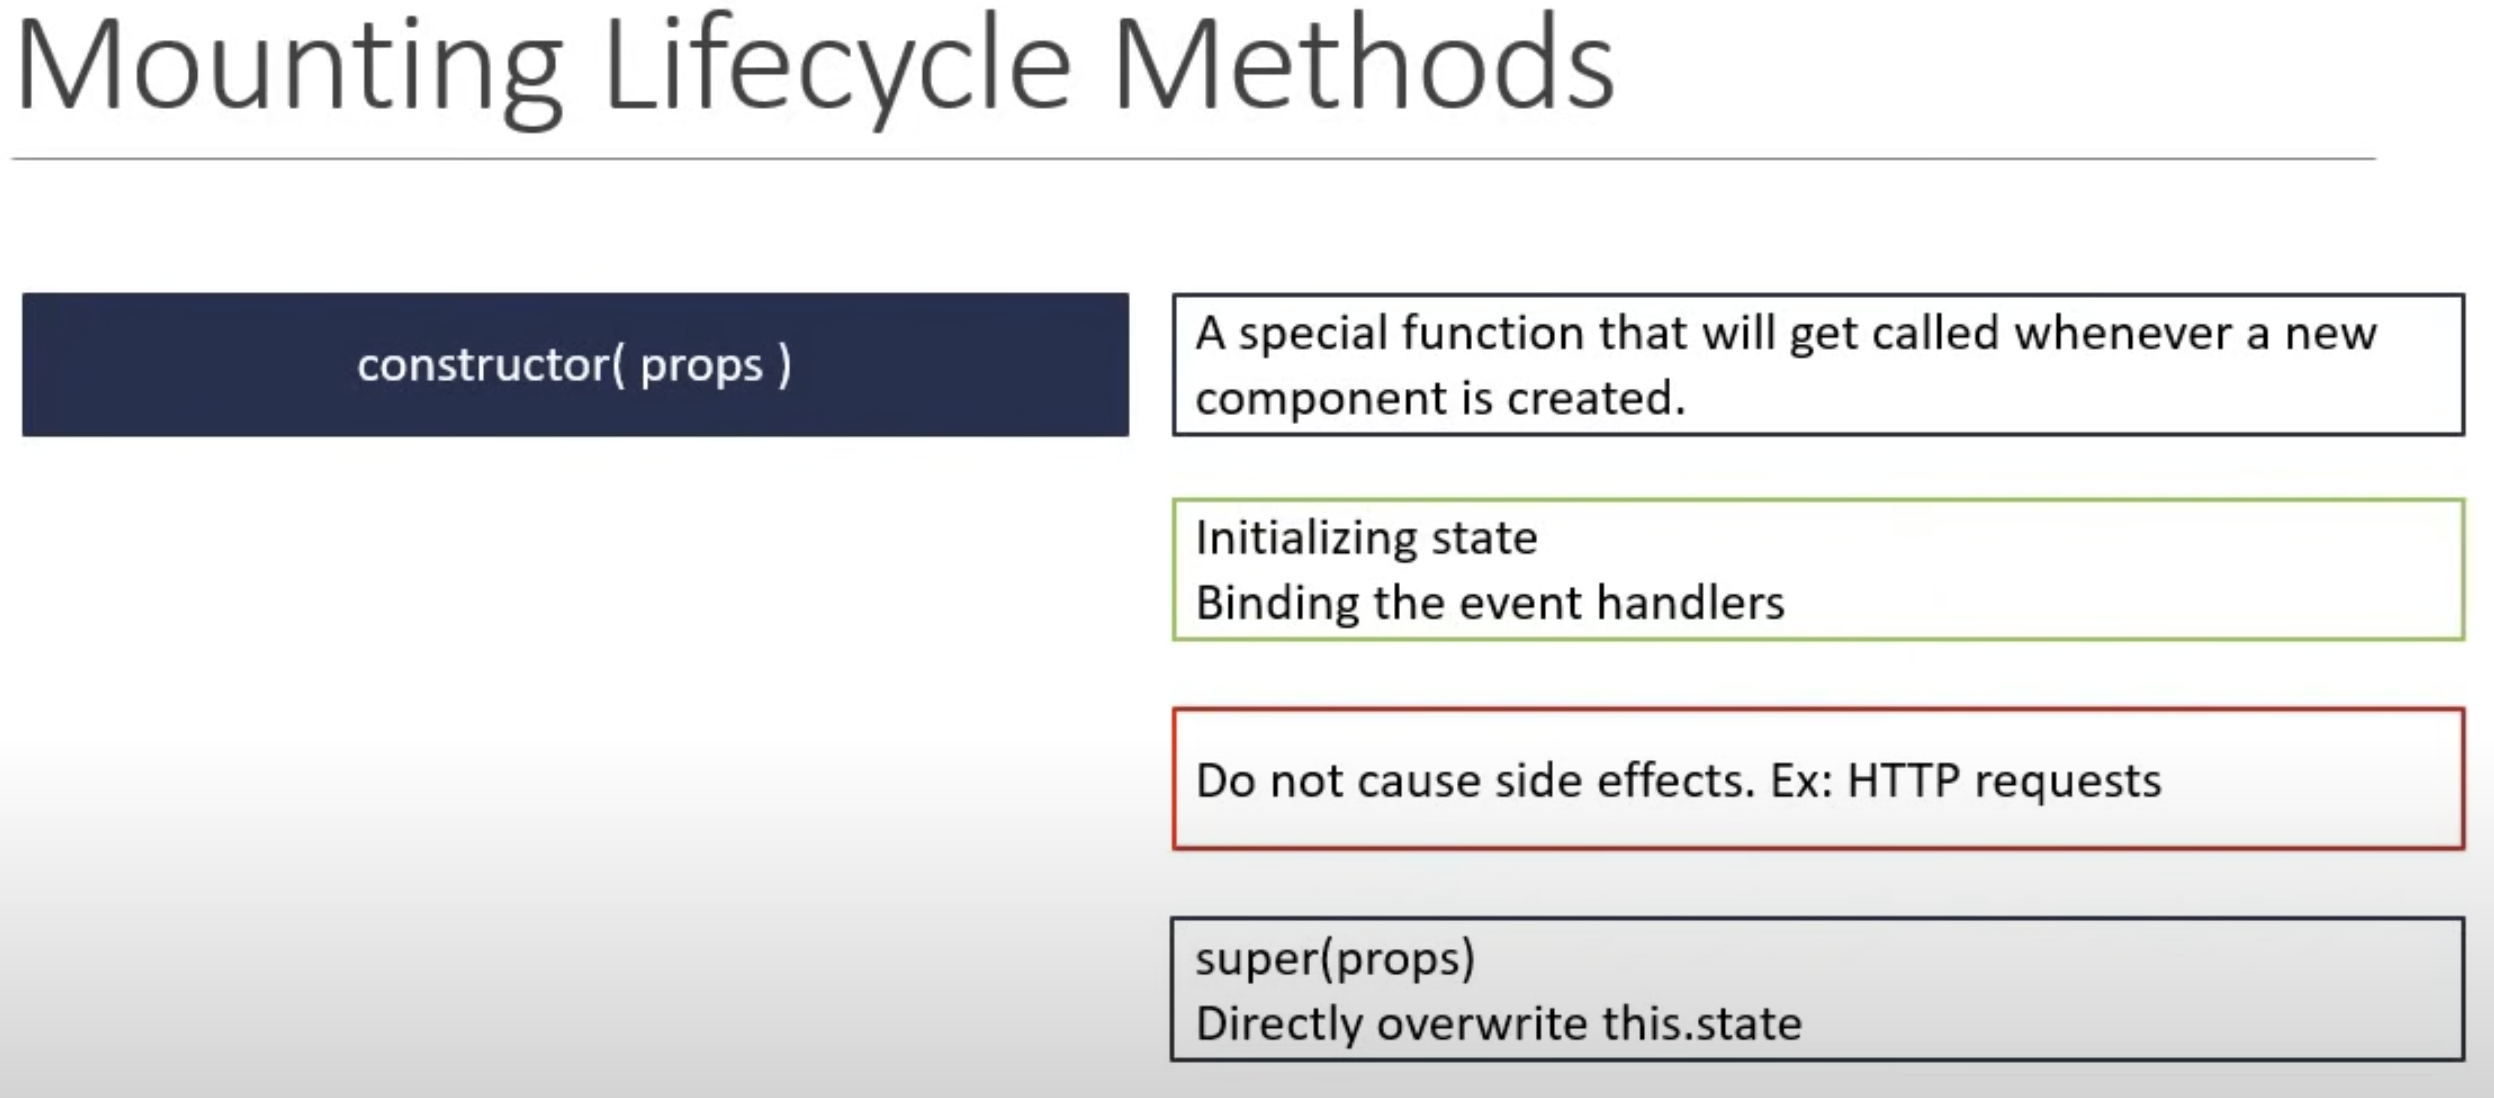 Mounting Lifecycle Methods
constructor( props )
A special function that will get called whenever a new
component is created.
Initializing state
Binding the event handlers
Do not cause side effects. Ex: HTTP requests
super(props)
Directly overwrite this.state